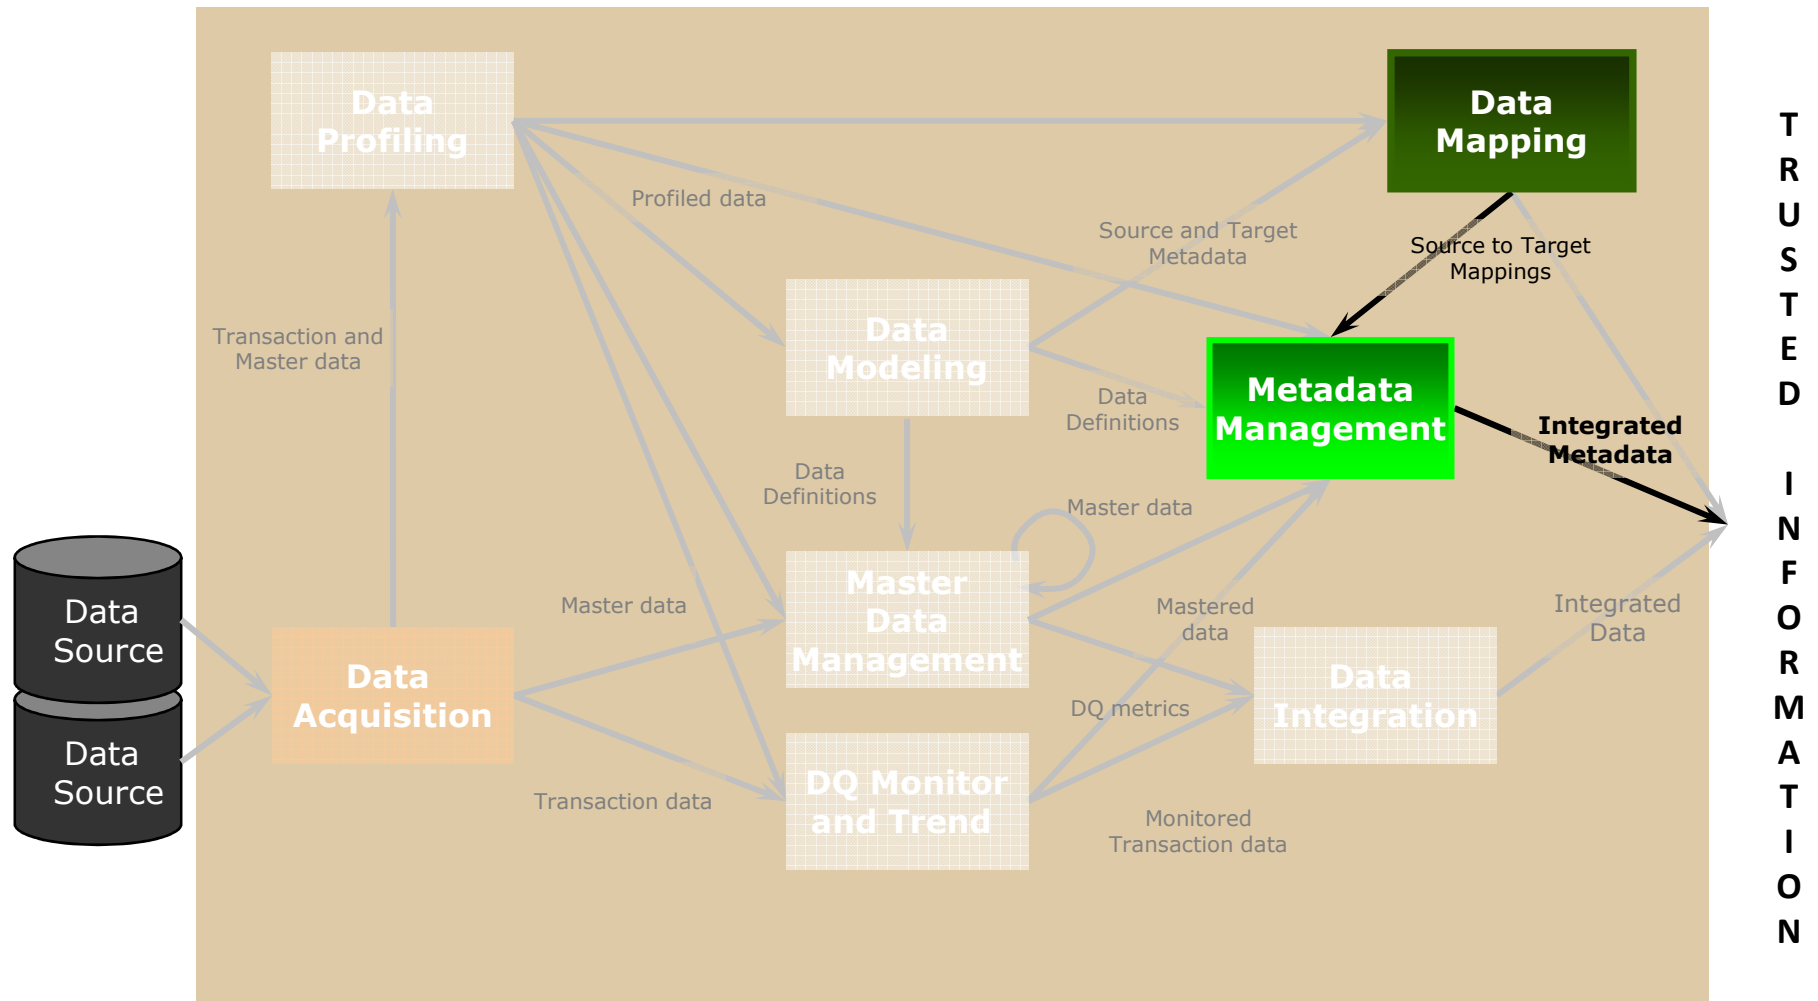 Data
Profiling
Data
Mapping
Profiled data
Source and Target
Metadata
Source to Target
Mappings
Transaction and
Master data
Data
Modeling
Data
Definitions
Metadata
Management
Integrated
Metadata
Data
Definitions
Master data
Data
Source
Data
Source
Master data
Master
Data
Management
Mastered
data
Integrated
Data
Data
Acquisition
Data
Integration
DQ metrics
Transaction data
DQ Monitor
and Trend
Monitored
Transaction data
T
R
U
S
T
E
D
I
N
F
O
R
M
A
T
I
O
N